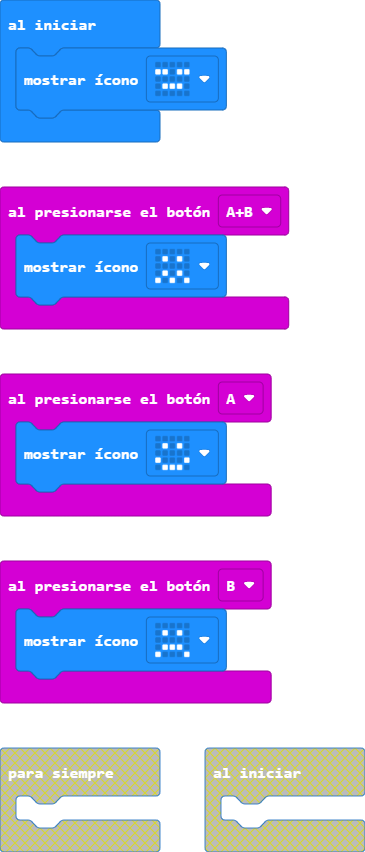 al iniciar
mostrar ícono
al presionarse el botón A+B
mostrar ícono
al presionarse el botón A
mostrar ícono
al presionarse el botón B
mostrar ícono
para siempre
al iniciar